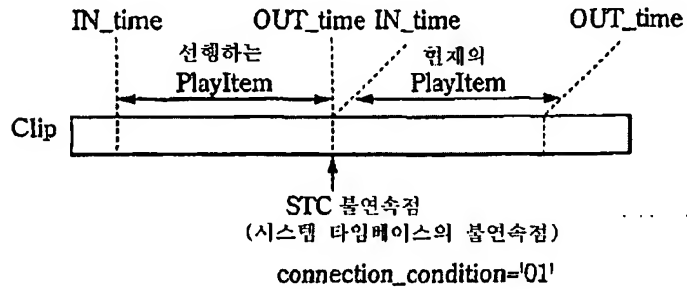 IN_time OUT_time IN_time OUT_time
선행하는 현재의
PlayItem PlayItem
Clip
STC 불연속점
(시스템 타임베이스의 불연속점)
connection_condition='01'